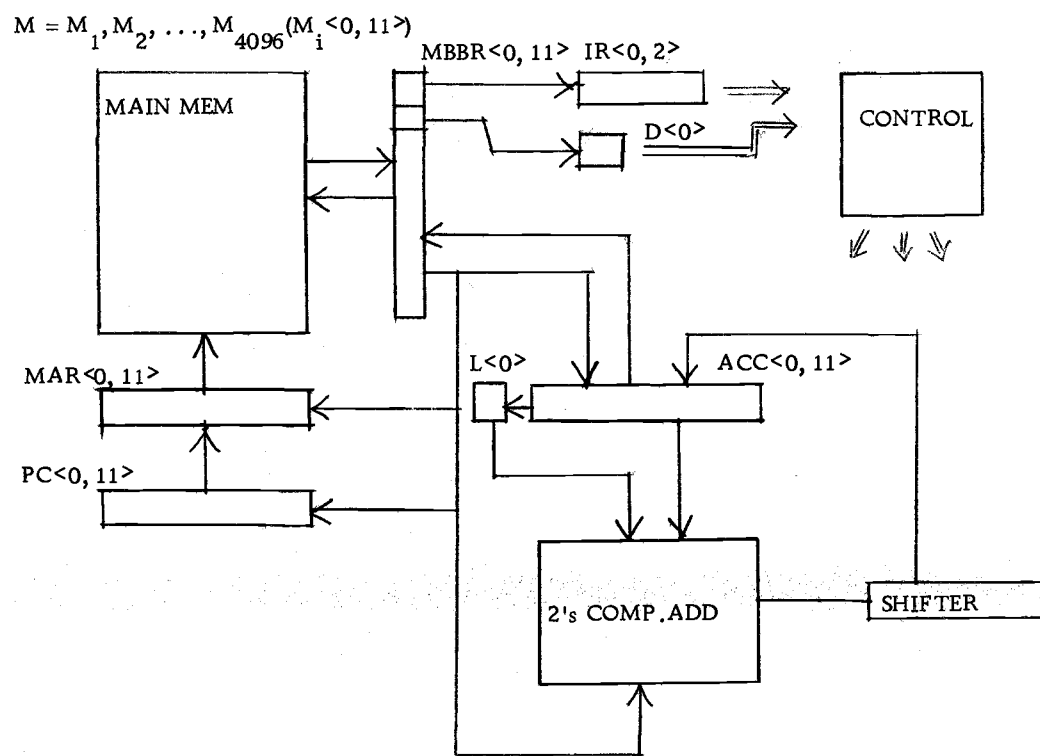 M = M1, M2, ..., M4096(Mi<0, 11>)
MBBR<0, 11> IR<0, 2>
MAIN MEM
CONTROL
D<0>
MAR<0, 11>
L<0>
ACC<0, 11>
PC<0, 11>
2's COMP.ADD
SHIFTER